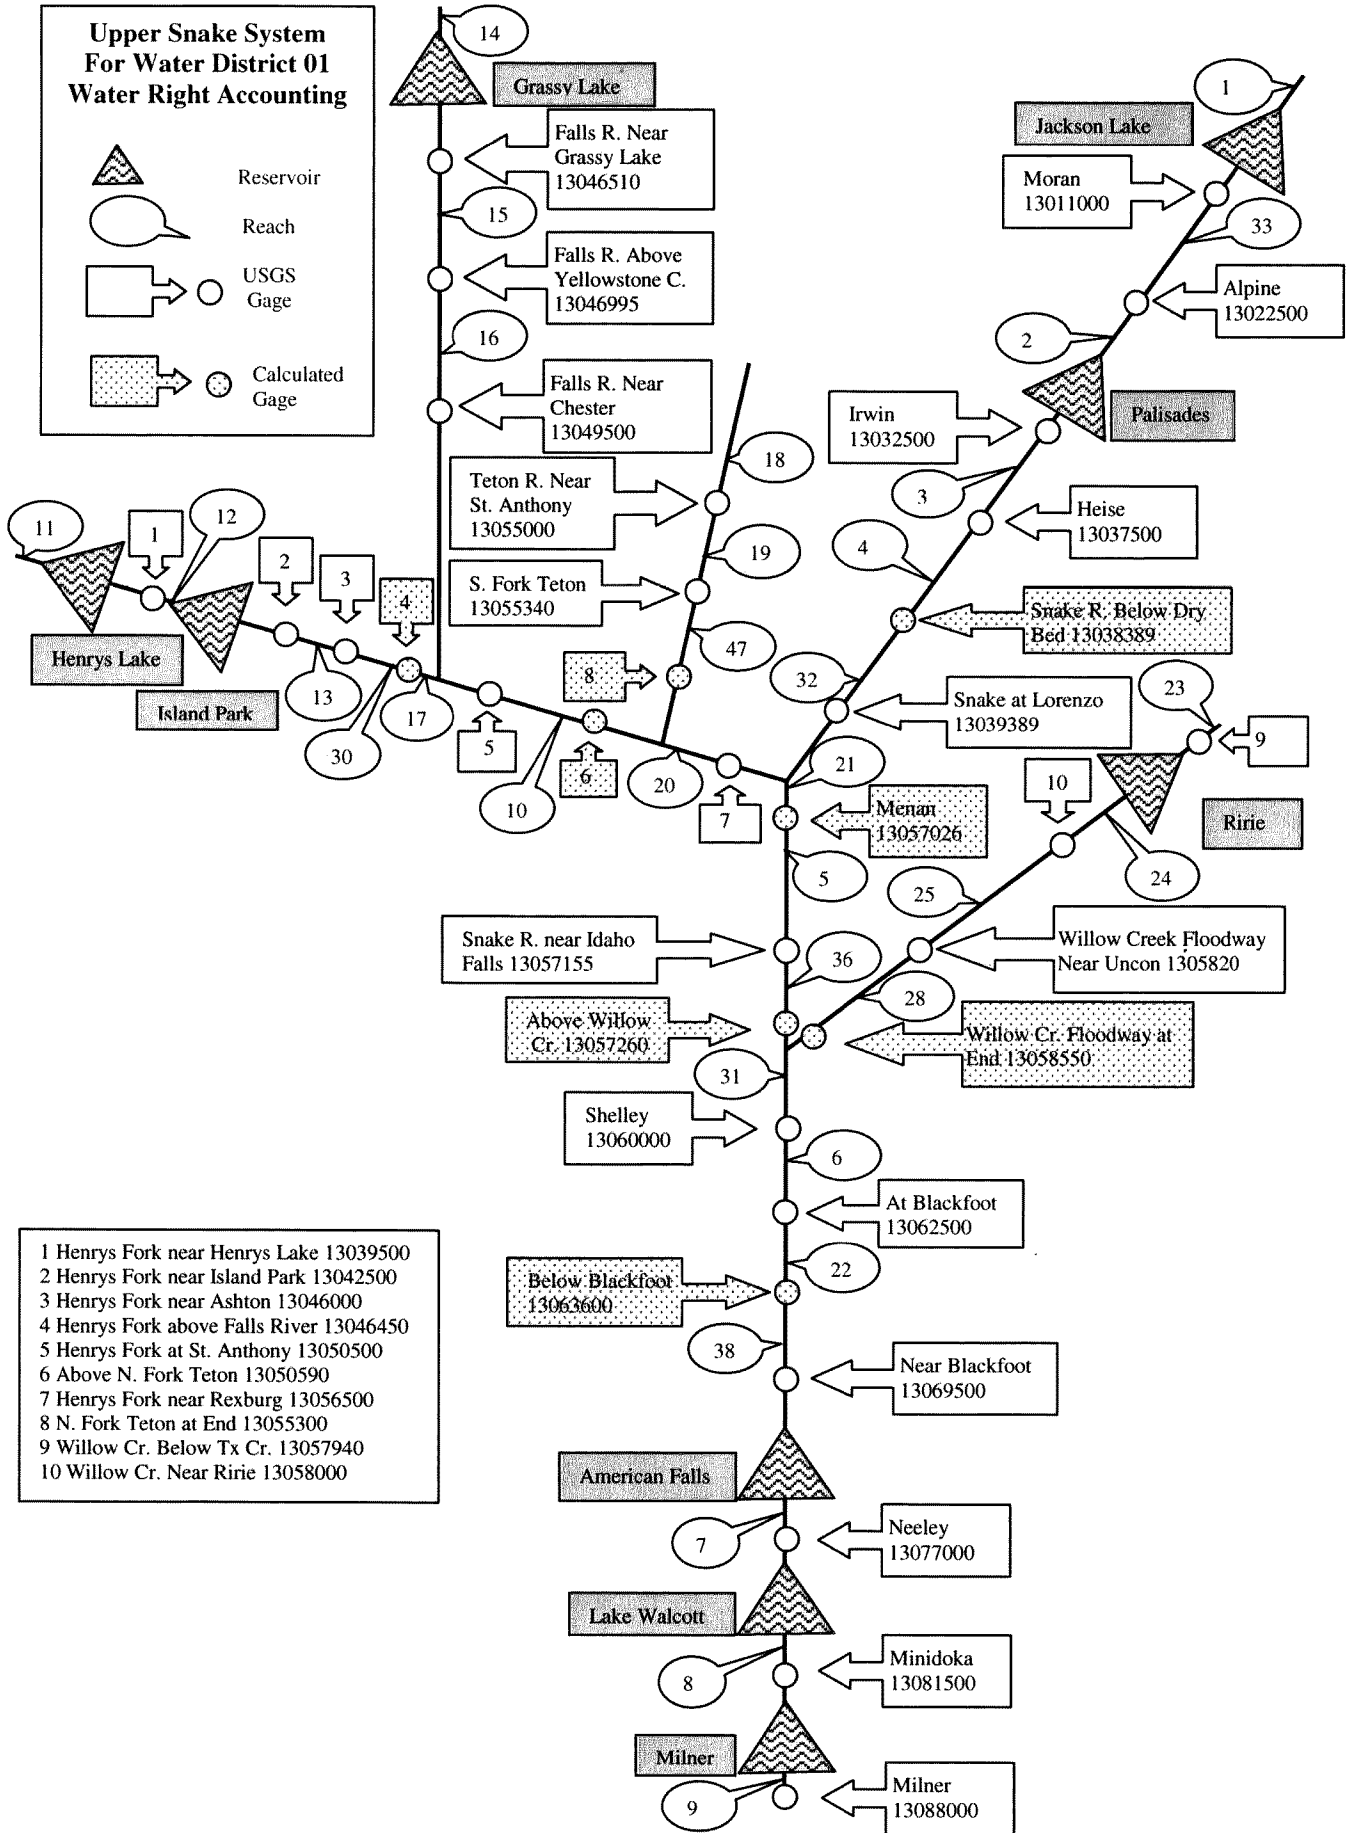 Upper Snake System
For Water District 01
Water Right Accounting
Reservoir
Reach
USGS
Gage
Calculated
Gage
14
Grassy Lake
Falls R. Near
Grassy Lake
13046510
15
Falls R. Above
Yellowstone C.
13046995
16
Falls R. Near
Chester
13049500
1
Jackson Lake
Moran
13011000
33
Alpine
13022500
2
Palisades
Irwin
13032500
3
Heise
13037500
4
Snake R. Below Dry
Bed 13038389
32
Snake at Lorenzo
13039389
18
Teton R. Near
St. Anthony
13055000
19
S. Fork Teton
13055340
47
8
11
Henrys Lake
1
12
Island Park
2
13
3
30
4
17
5
10
6
20
7
21
Menan
13057026
5
23
9
Ririe
24
10
25
Willow Creek Floodway
Near Uncon 1305820
28
Willow Cr. Floodway at
End 13058550
Snake R. near Idaho
Falls 13057155
36
Above Willow
Cr. 13057260
31
Shelley
13060000
6
At Blackfoot
13062500
22
Below Blackfoot
13063600
38
Near Blackfoot
13069500
American Falls
7
Neeley
13077000
Lake Walcott
8
Minidoka
13081500
Milner
9
Milner
13088000
1 Henrys Fork near Henrys Lake 13039500
2 Henrys Fork near Island Park 13042500
3 Henrys Fork near Ashton 13046000
4 Henrys Fork above Falls River 13046450
5 Henrys Fork at St. Anthony 13050500
6 Above N. Fork Teton 13050590
7 Henrys Fork near Rexburg 13056500
8 N. Fork Teton at End 13055300
9 Willow Cr. Below Tx Cr. 13057940
10 Willow Cr. Near Ririe 13058000